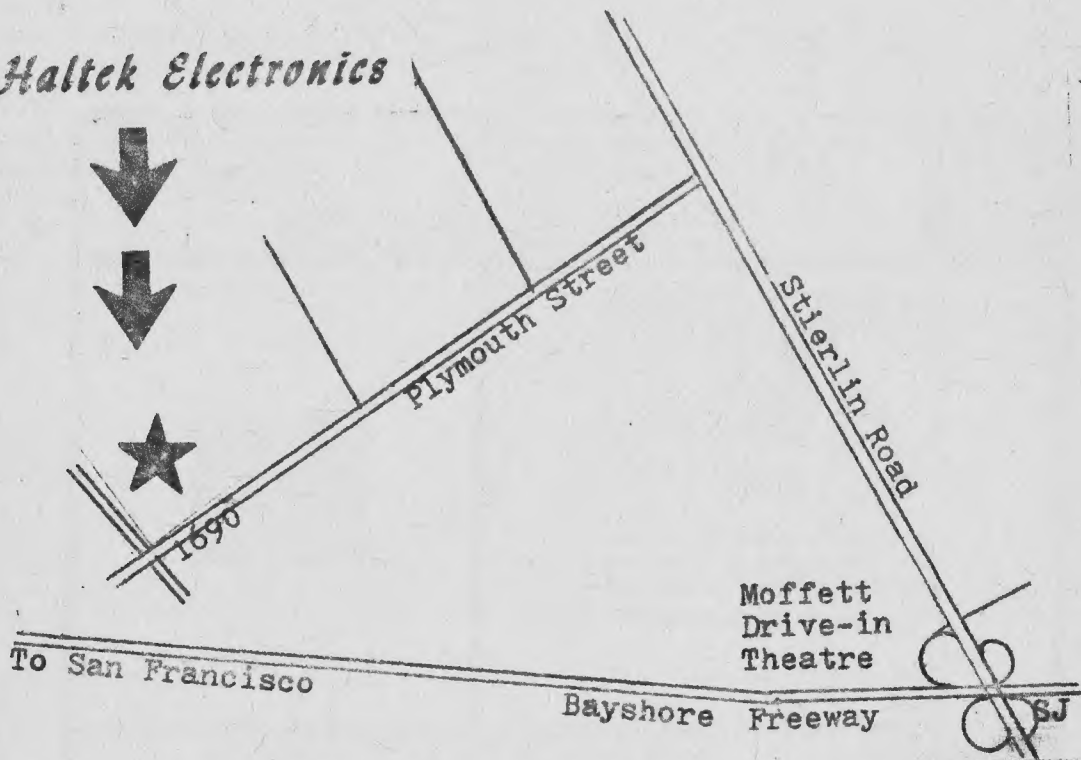 Haltek Electronics
Plymouth Street
Stierlin Road
1690
Moffett
Drive-in
Theatre
To San Francisco
Bayshore Freeway
SJ